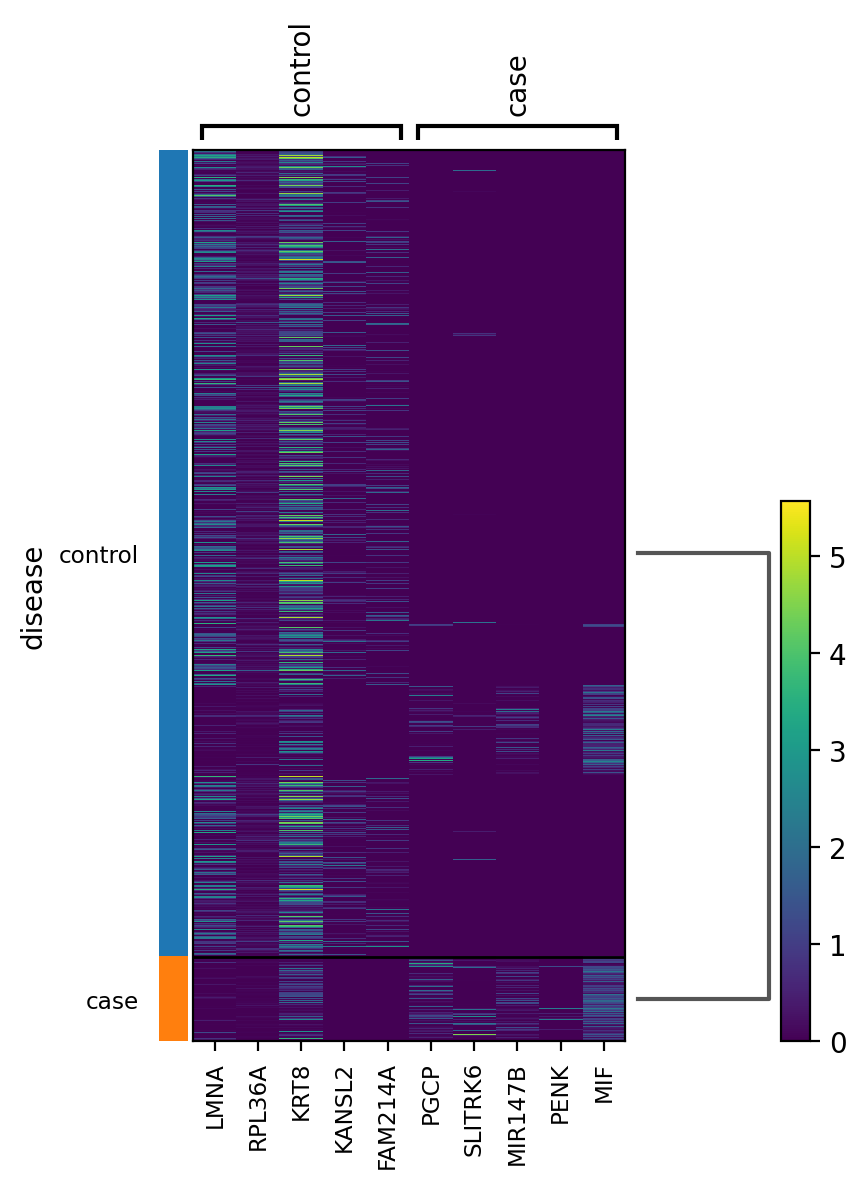 control
case
disease
control
case
5
4
3
2
1
0
LMNA
RPL36A
KRT8
KANSL2
FAM214A
PGCP
SLITRK6
MIR147B
PENK
MIF